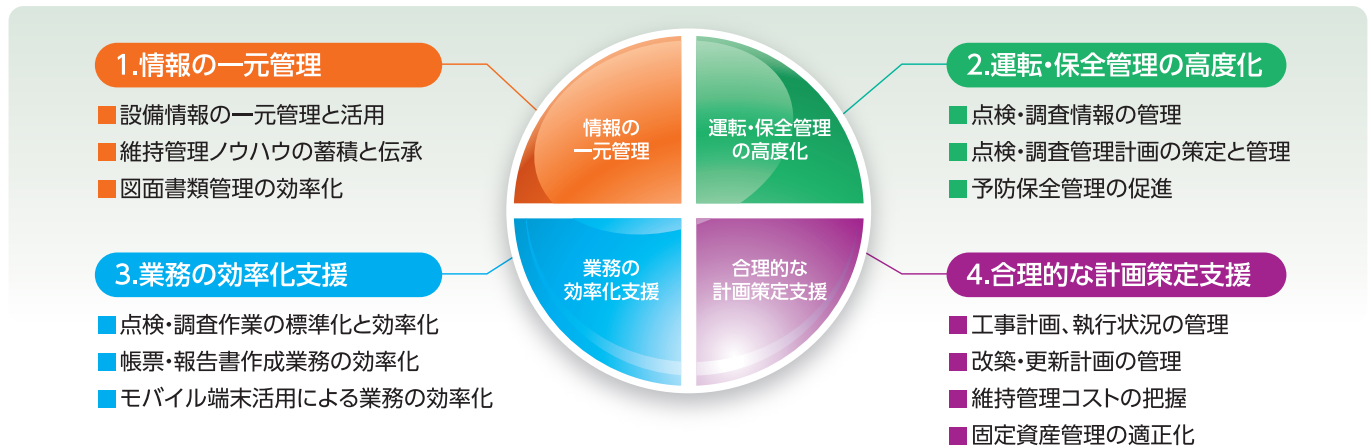 1.情報の一元管理
■設備情報の一元管理と活用
■維持管理ノウハウの蓄積と伝承
■図面書類管理の効率化
情報の
一元管理
運転・保全管理
の高度化
2.運転・保全管理の高度化
■点検・調査情報の管理
■点検・調査管理計画の策定と管理
■予防保全管理の促進
3.業務の効率化支援
■点検・調査作業の標準化と効率化
■帳票・報告書作成業務の効率化
■モバイル端末活用による業務の効率化
業務の
効率化支援
合理的な
計画策定支援
4.合理的な計画策定支援
■工事計画、執行状況の管理
■改築・更新計画の管理
■維持管理コストの把握
■固定資産管理の適正化